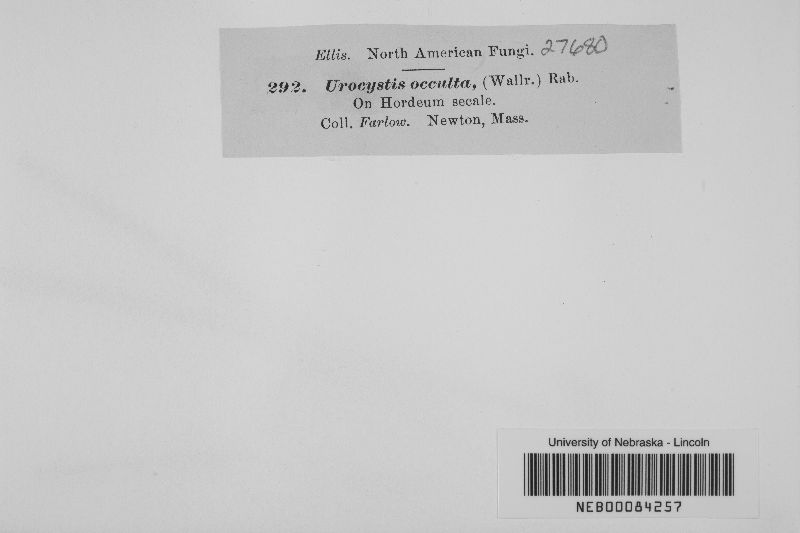 Ellis. North American Fungi. 27680
292. Urocystis occulta, (Wallr.) Rab.
On Hordeum secale.
Coll. Farlow. Newton, Mass.
University of Nebraska - Lincoln
NEB00084257